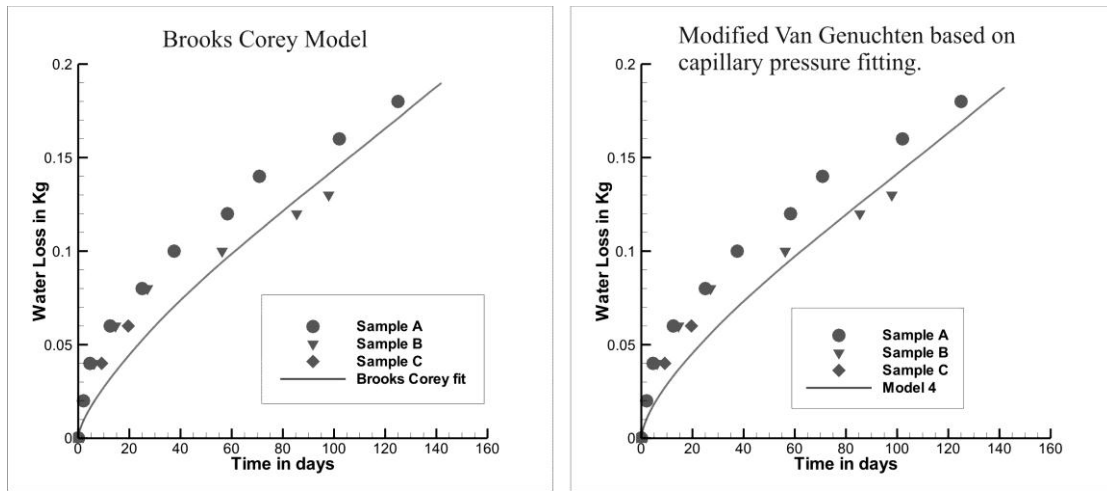 Brooks Corey Model
0.2
0.15
0.1
0.05
0
Water Loss in Kg
Sample A
Sample B
Sample C
Brooks Corey fit
0 20 40 60 80 100 120 140 160
Time in days
Modified Van Genuchten based on
capillary pressure fitting.
0.2
0.15
0.1
0.05
0
Water Loss in Kg
Sample A
Sample B
Sample C
Model 4
0 20 40 60 80 100 120 140 160
Time in days